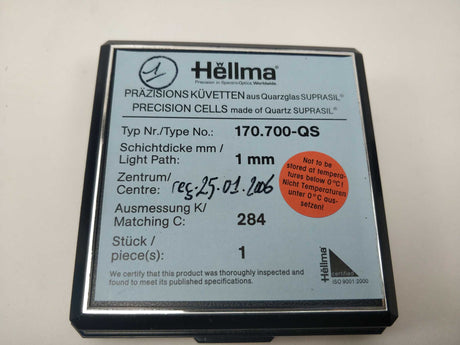 1
Hellma®
Precision in Spectro-Optics Worldwide
PRÄZISIONS KÜVETTEN aus Quarzglas SUPRASIL®
PRECISION CELLS made of Quartz SUPRASIL®
Typ Nr./Type No.: 170.700-QS
Schichtdicke mm /
Light Path: 1 mm
Zentrum/
Centre: reg. 25.01.2006
Ausmessung K/
Matching C: 284
Stück /
piece(s): 1
We certify that this product was thoroughly inspected and
found to meet its published specifications.
Not to be
stored at tempera-
tures below 0°C!
Nicht Temperaturen
unter 0°C aus-
setzen!
Hellma
certified
ISO 9001:2000